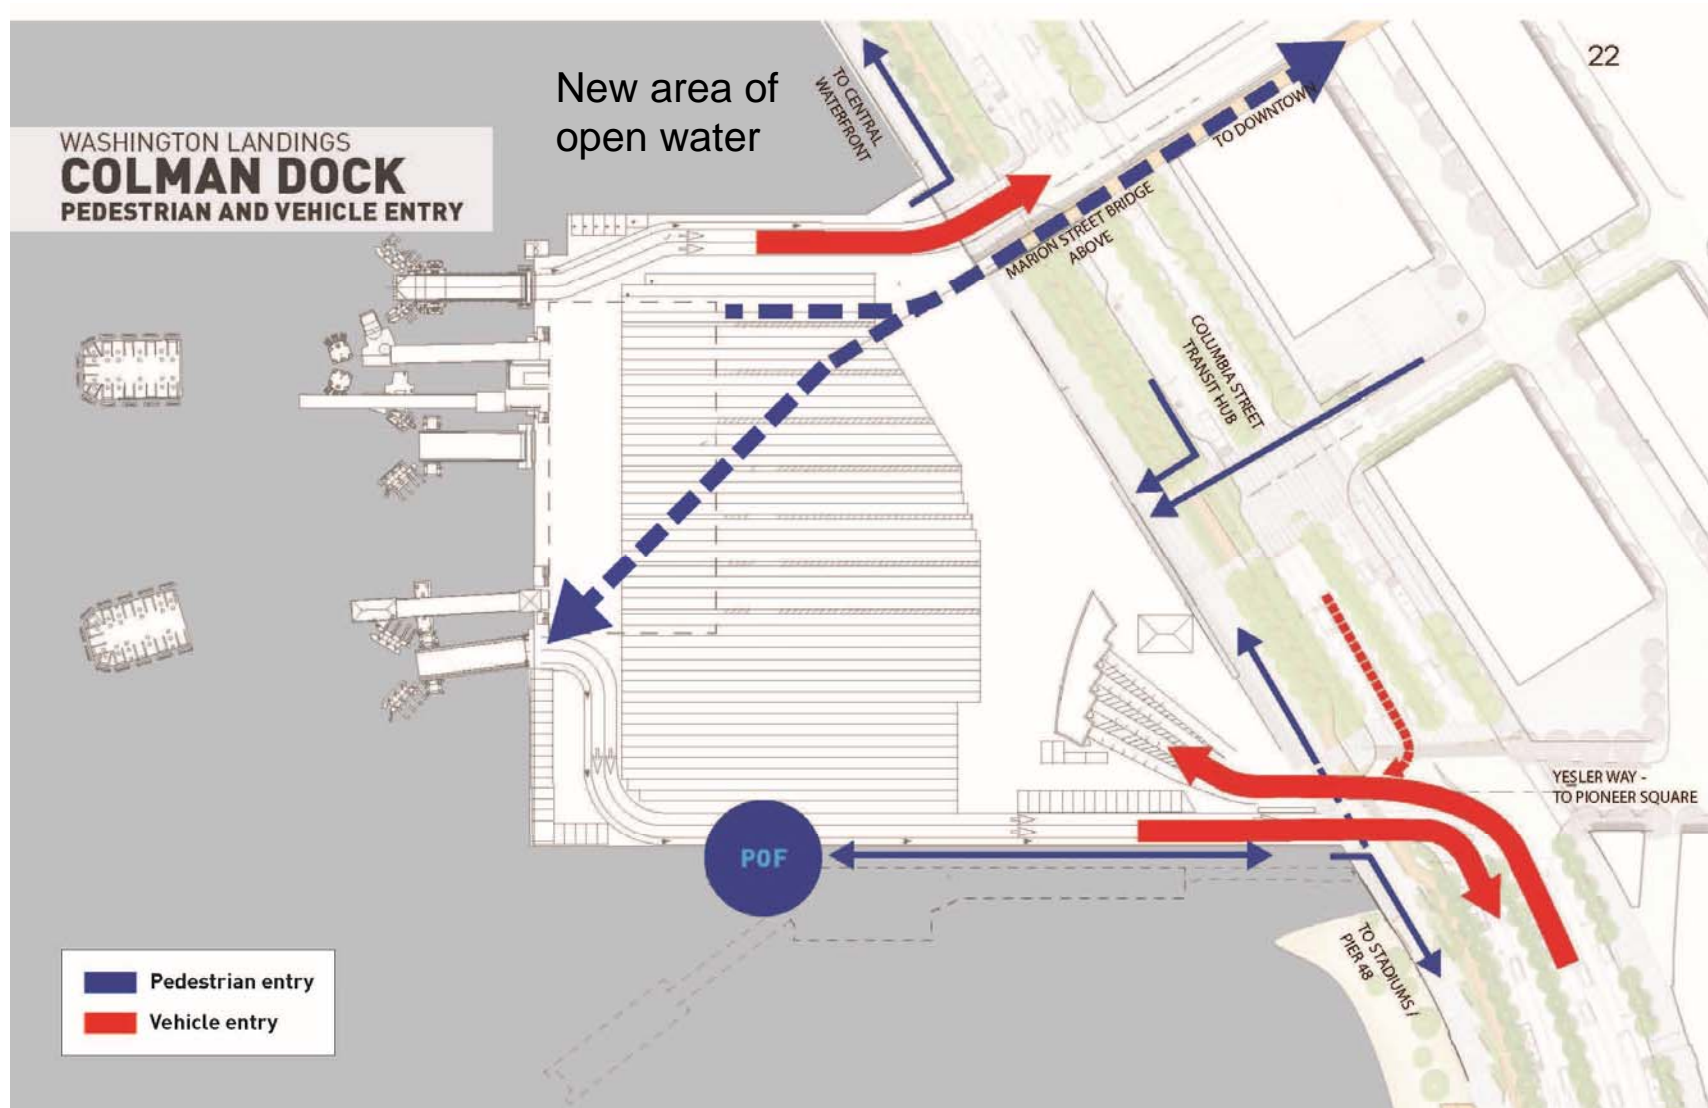 22
New area of
open water
WASHINGTON LANDINGS
COLMAN DOCK
PEDESTRIAN AND VEHICLE ENTRY
TO CENTRAL
WATERFRONT
TO DOWNTOWN
MARION STREET BRIDGE
ABOVE
COLUMBIA STREET
TRANSIT HUB
YESLER WAY -
TO PIONEER SQUARE
POF
TO STADIUMS /
PIER 48
Pedestrian entry
Vehicle entry